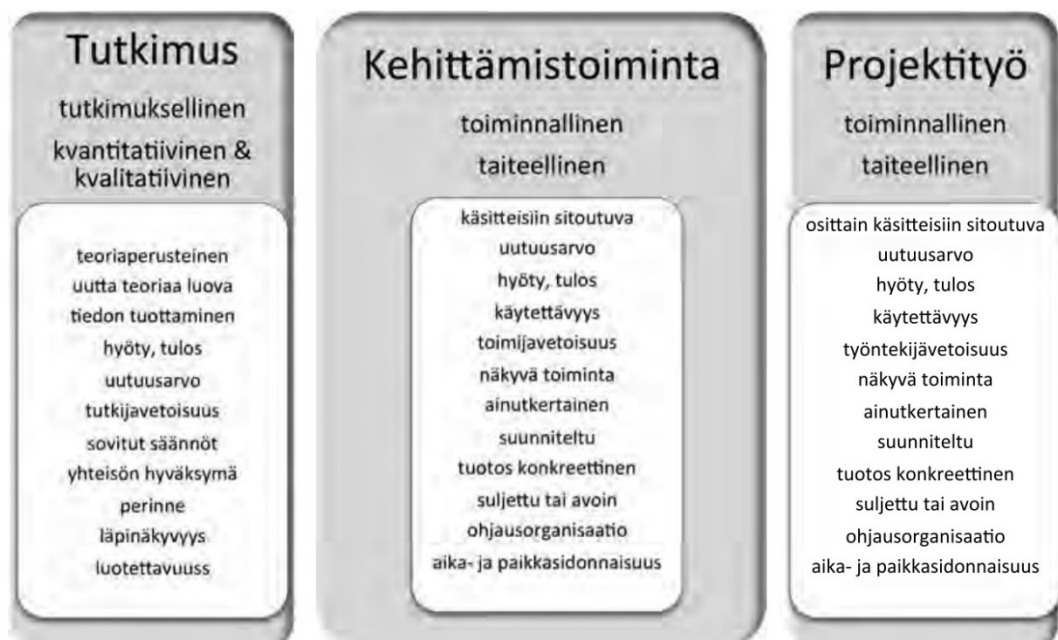 Tutkimus
tutkimuksellinen
kvantitatiivinen &
kvalitatiivinen
teoriaperusteinen
uutta teoriaa luova
tiedon tuottaminen
hyöty, tulos
uutuusarvo
tutkijavetoisuus
sovitut säännöt
yhteisön hyväksymä
perinne
läpinäkyvyys
luotettavuuss
Kehittämistoiminta
toiminnallinen
taiteellinen
käsitteisiin sitoutuva
uutuusarvo
hyöty, tulos
käytettävyys
toimijavetoisuus
näkyvä toiminta
ainutkertainen
suunniteltu
tuotos konkreettinen
suljettu tai avoin
ohjausorganisaatio
aika- ja paikkasidonnaisuus
Projektityö
toiminnallinen
taiteellinen
osittain käsitteisiin sitoutuva
uutuusarvo
hyöty, tulos
käytettävyys
työntekijävetoisuus
näkyvä toiminta
ainutkertainen
suunniteltu
tuotos konkreettinen
suljettu tai avoin
ohjausorganisaatio
aika- ja paikkasidonnaisuus